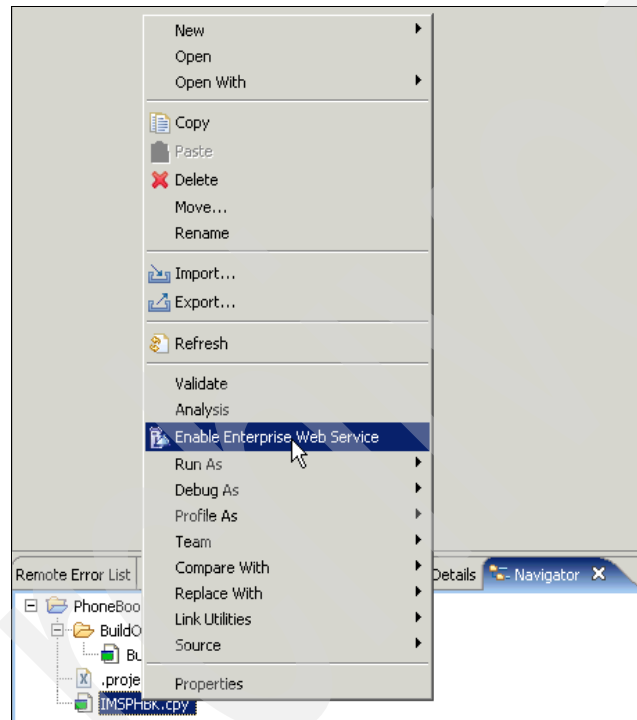 New
Open
Open With
Copy
Paste
Delete
Move...
Rename
Import...
Export...
Refresh
Validate
Analysis
Enable Enterprise Web Service
Run As
Debug As
Profile As
Team
Compare With
Replace With
Link Utilities
Source
Properties
Remote Error List Details Navigator
PhoneBoo
BuildO
Bu
.proje
IMSPHBK.cpy